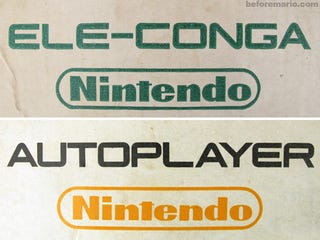 beforemario.com
ELE-CONGA
Nintendo
AUTOPLAYER
Nintendo